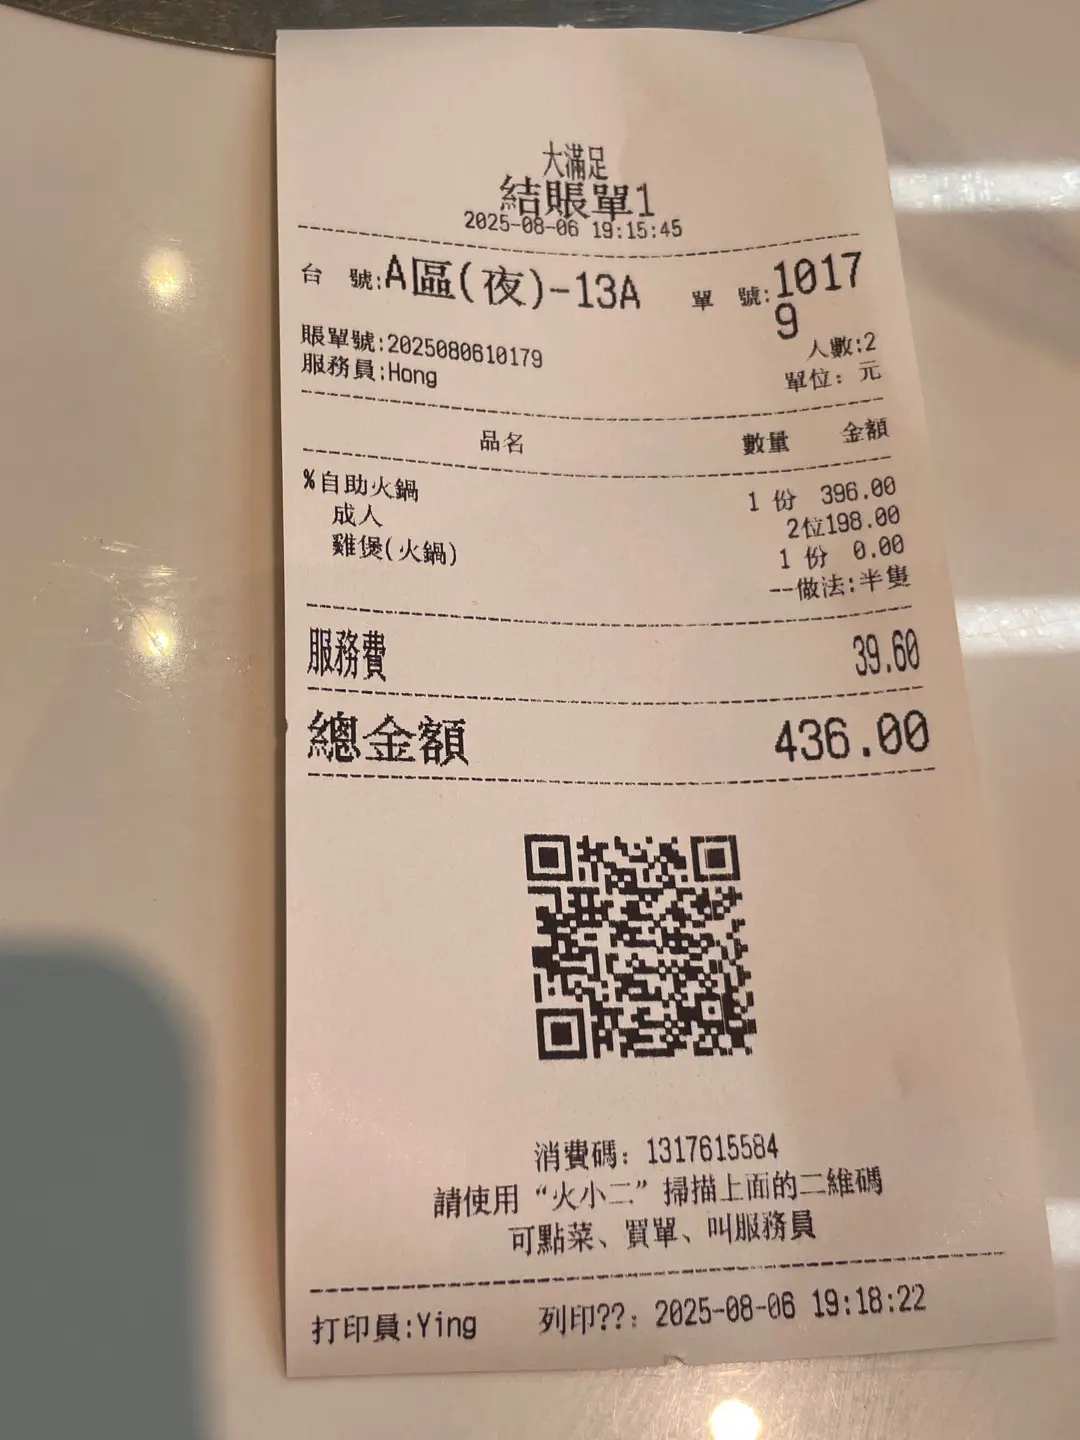 大滿足
結賬單1
2025-08-06 19:15:45
台 號:A區(夜)-13A 單 號:1017
9
賬單號:2025080610179 人數:2
服務員:Hong 單位: 元
品名 數量 金額
%自助火鍋 1 份 396.00
成人 2位198.00
雞煲(火鍋) 1 份 0.00
--做法:半隻
服務費 39.60
總金額 436.00
消費碼: 1317615584
請使用“火小二”掃描上面的二維碼
可點菜、買單、叫服務員
打印員:Ying 列印??: 2025-08-06 19:18:22